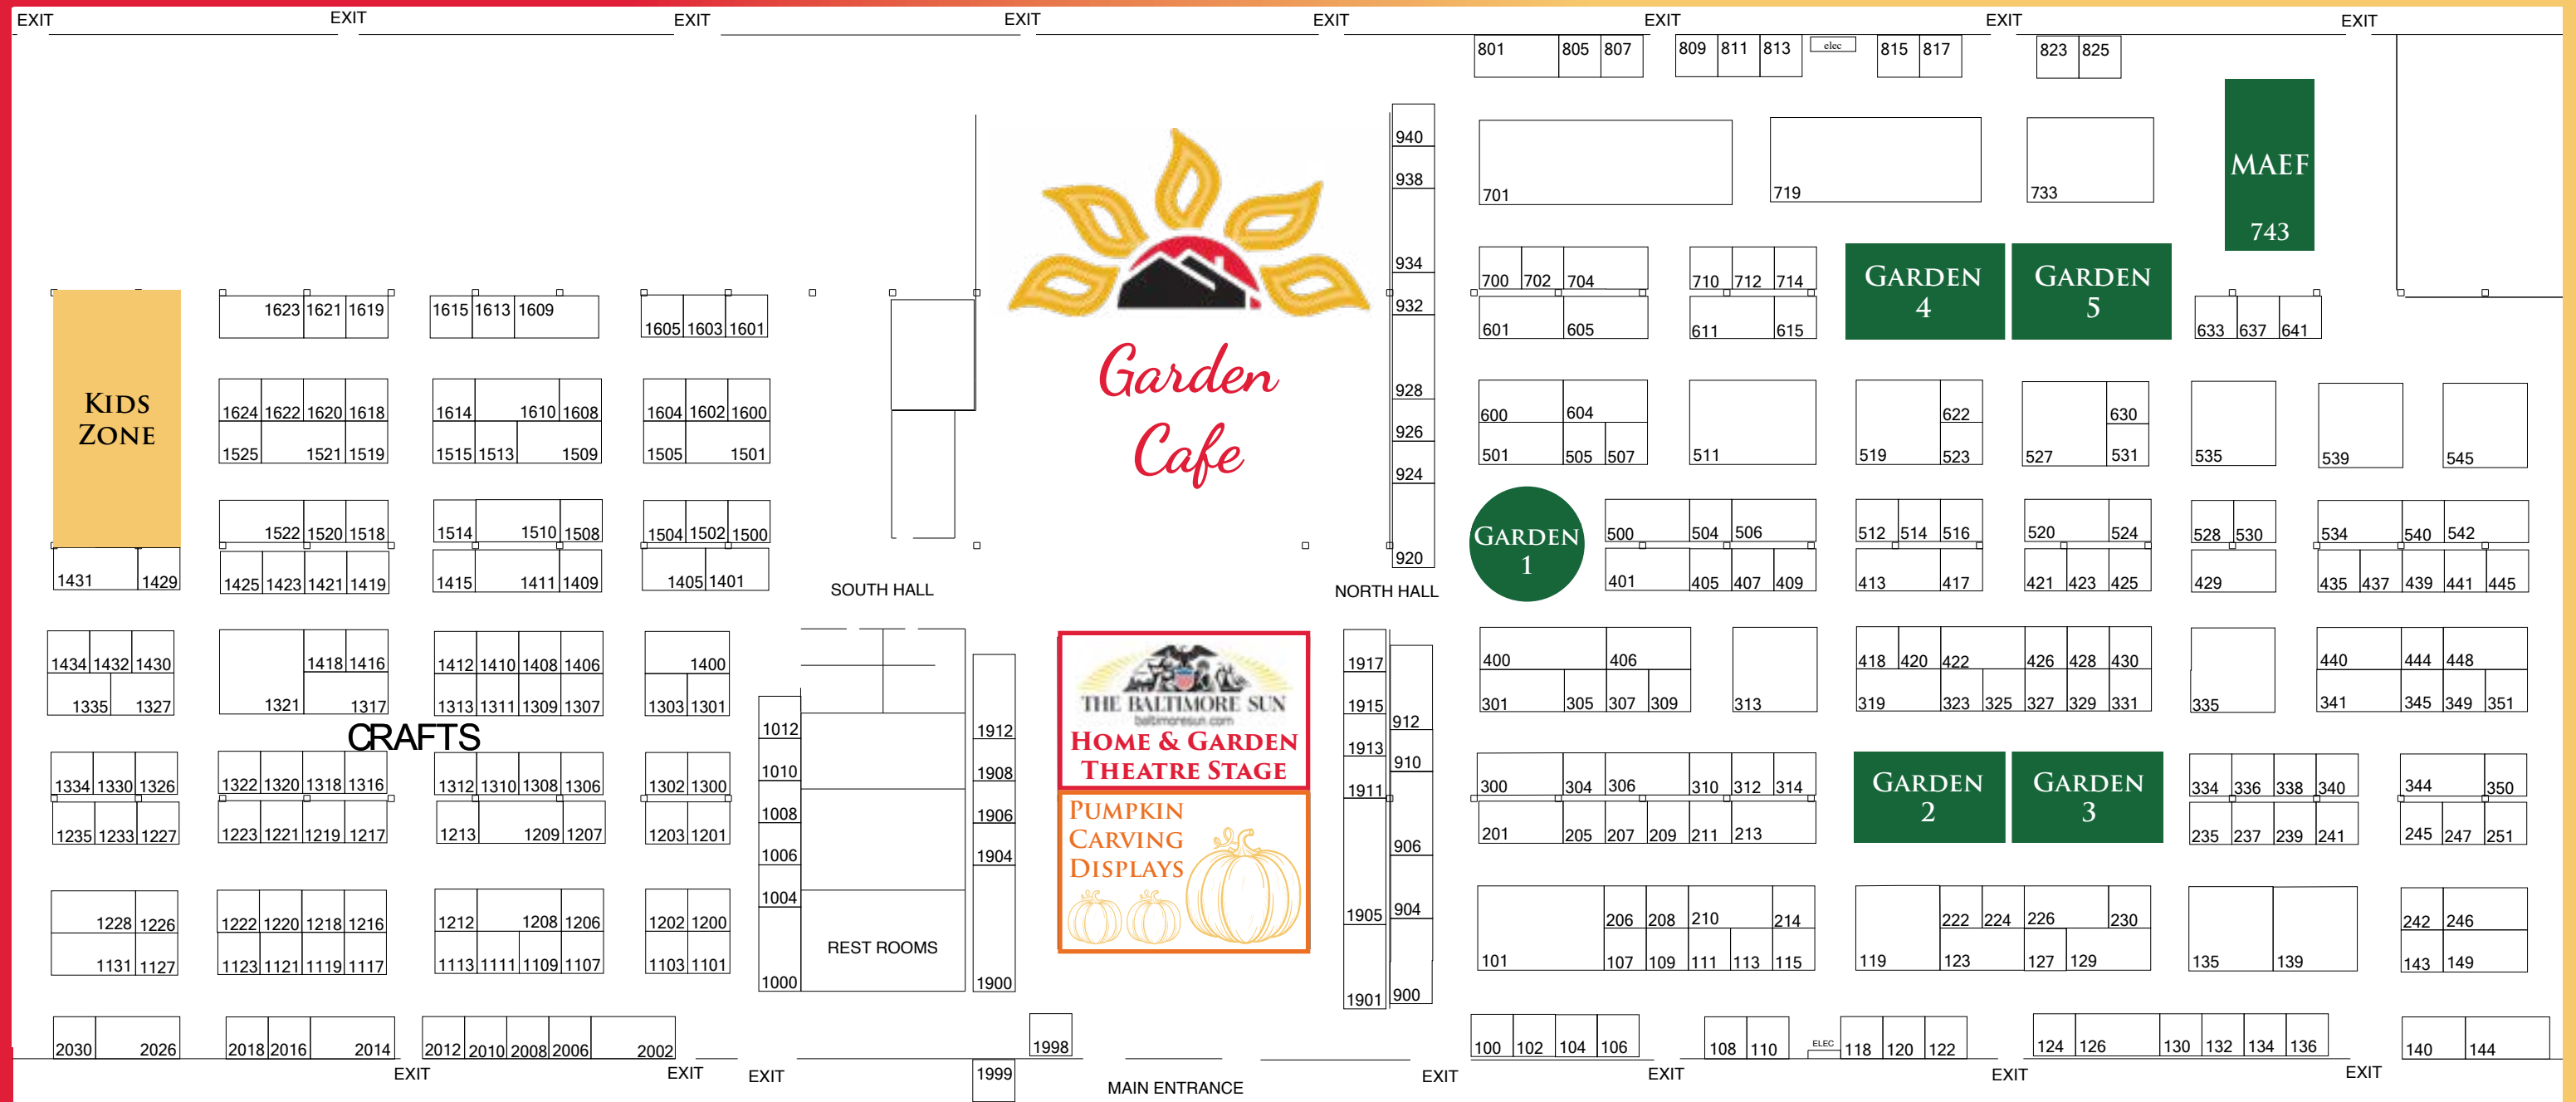 EXIT EXIT EXIT EXIT EXIT EXIT EXIT EXIT
801 805 807 809 811 813 elec 815 817 823 825
940
938
701 719 733
MAEF
743
934
932
700 702 704 710 712 714
GARDEN
4
GARDEN
5
601 605 611 615 633 637 641
1623 1621 1619 1615 1613 1609 1605 1603 1601
Garden
Cafe
KIDS
ZONE
1624 1622 1620 1618 1614 1610 1608 1604 1602 1600
1525 1521 1519 1515 1513 1509 1505 1501
928
926
924
920
600 604 622 630
501 505 507 511 519 523 527 531 535 539 545
1522 1520 1518 1514 1510 1508 1504 1502 1500
GARDEN
1
500 504 506 512 514 516 520 524 528 530 534 540 542
1431 1429 1425 1423 1421 1419 1415 1411 1409 1405 1401
401 405 407 409 413 417 421 423 425 429 435 437 439 441 445
SOUTH HALL
NORTH HALL
1434 1432 1430 1418 1416 1412 1410 1408 1406 1400
1335 1327 1321 1317 1313 1311 1309 1307 1303 1301
CRAFTS
1012
1010
1008
1006
1004
1000
REST ROOMS
1912
1908
1906
1904
1900
THE BALTIMORE SUN
baltimoresun.com
HOME & GARDEN
THEATRE STAGE
PUMPKIN
CARVING
DISPLAYS
1917
1915
1913
1911
1905
1901
912
910
906
904
900
400 406 418 420 422 426 428 430 440 444 448
301 305 307 309 313 319 323 325 327 329 331 335 341 345 349 351
1334 1330 1326 1322 1320 1318 1316 1312 1310 1308 1306 1302 1300
1235 1233 1227 1223 1221 1219 1217 1213 1209 1207 1203 1201
300 304 306 310 312 314
GARDEN
2
GARDEN
3
334 336 338 340 344 350
201 205 207 209 211 213 235 237 239 241 245 247 251
1228 1226 1222 1220 1218 1216 1212 1208 1206 1202 1200
1131 1127 1123 1121 1119 1117 1113 1111 1109 1107 1103 1101
206 208 210 214 222 224 226 230 242 246
101 107 109 111 113 115 119 123 127 129 135 139 143 149
2030 2026 2018 2016 2014 2012 2010 2008 2006 2002
1998
1999
100 102 104 106 108 110 ELEC 118 120 122 124 126 130 132 134 136 140 144
EXIT EXIT EXIT MAIN ENTRANCE EXIT EXIT EXIT EXIT